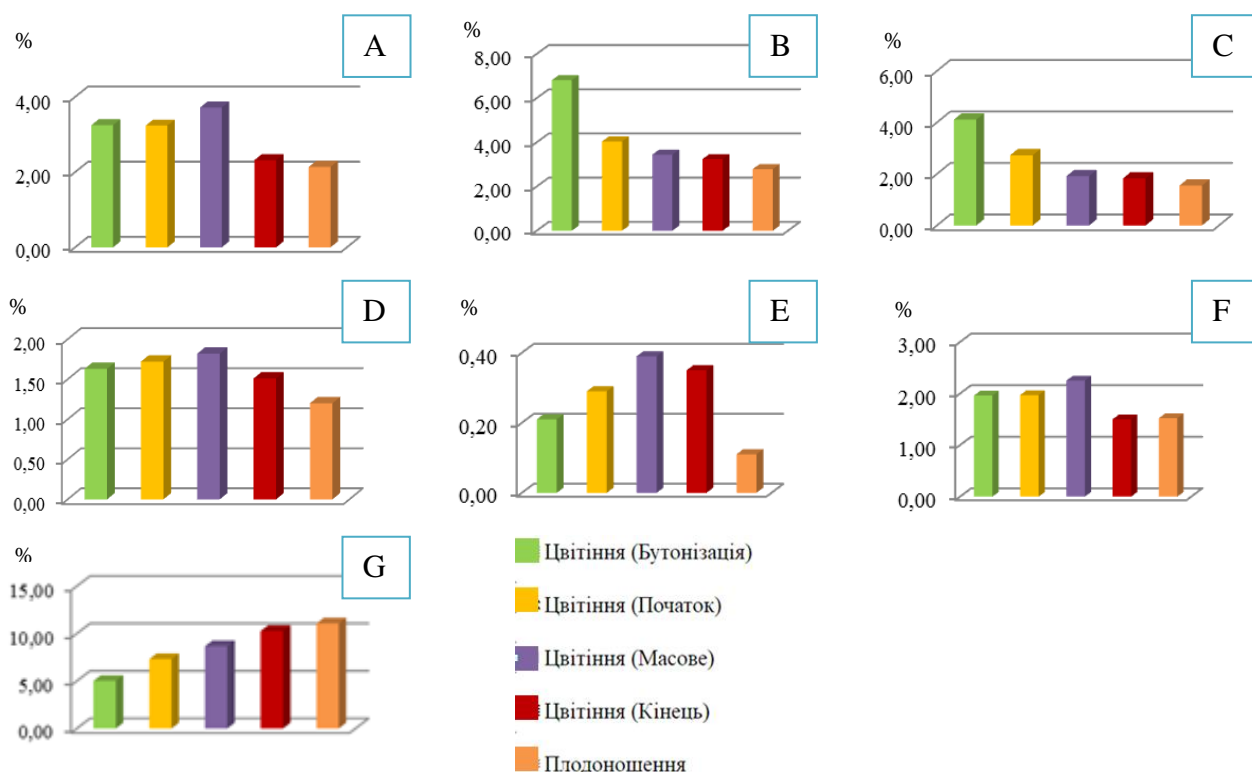 %
A
4,00
2,00
0,00
B
8,00
6,00
4,00
2,00
0,00
%
C
6,00
4,00
2,00
0,00
%
D
2,00
1,50
1,00
0,50
0,00
%
E
0,40
0,20
0,00
%
F
3,00
2,00
1,00
0,00
%
G
15,00
10,00
5,00
0,00
%
Цвітіння (Бутонізація)
Цвітіння (Початок)
Цвітіння (Масове)
Цвітіння (Кінець)
Плодоношення